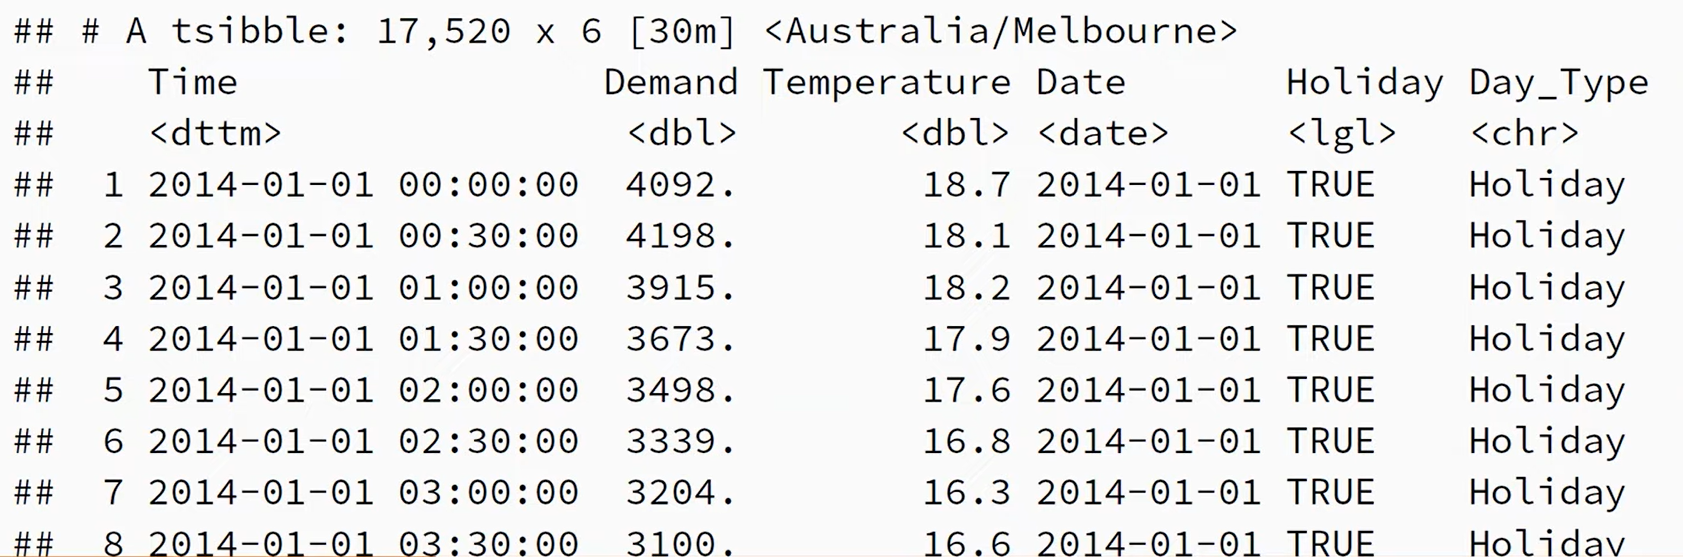 ## # A tsibble: 17,520 x 6 [30m] <Australia/Melbourne>
##    Time                Demand Temperature Date       Holiday Day_Type
##    <dttm>               <dbl>       <dbl> <date>     <lgl>   <chr>
##  1 2014-01-01 00:00:00  4092.        18.7 2014-01-01 TRUE    Holiday
##  2 2014-01-01 00:30:00  4198.        18.1 2014-01-01 TRUE    Holiday
##  3 2014-01-01 01:00:00  3915.        18.2 2014-01-01 TRUE    Holiday
##  4 2014-01-01 01:30:00  3673.        17.9 2014-01-01 TRUE    Holiday
##  5 2014-01-01 02:00:00  3498.        17.6 2014-01-01 TRUE    Holiday
##  6 2014-01-01 02:30:00  3339.        16.8 2014-01-01 TRUE    Holiday
##  7 2014-01-01 03:00:00  3204.        16.3 2014-01-01 TRUE    Holiday
##  8 2014-01-01 03:30:00  3100.        16.6 2014-01-01 TRUE    Holiday